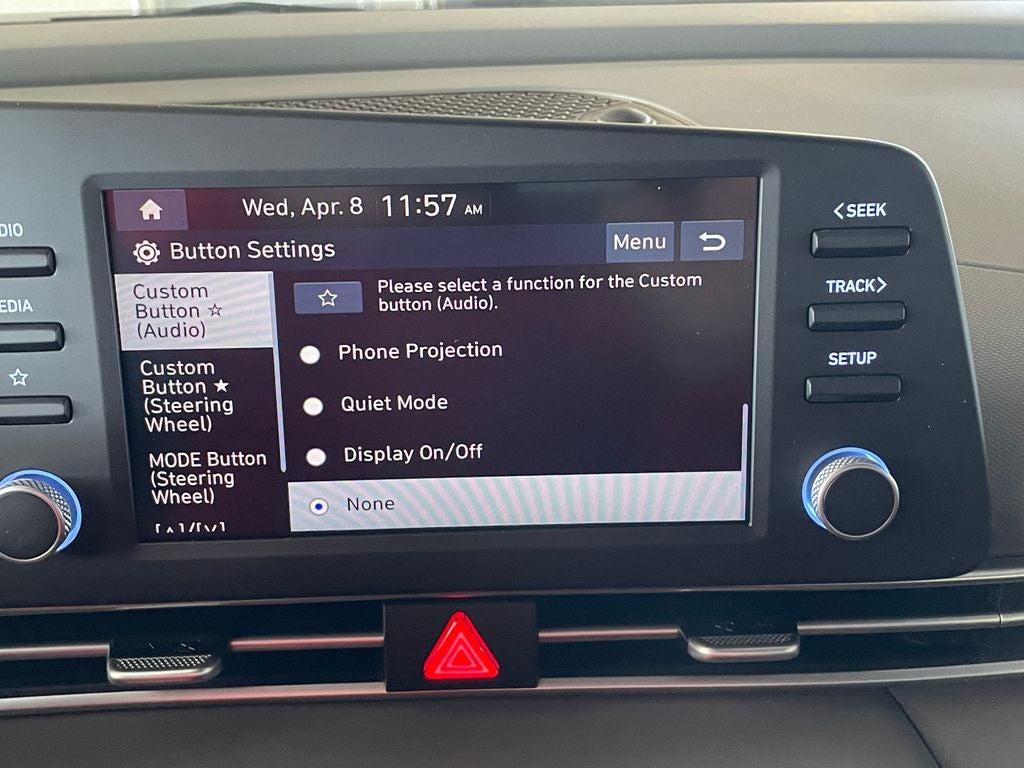 Wed, Apr. 8 11:57 AM
Button Settings
Menu
Custom
Button ☆
(Audio)
Custom
Button ★
(Steering
Wheel)
MODE Button
(Steering
Wheel)
[∧]/[∨]
☆ Please select a function for the Custom
button (Audio).
Phone Projection
Quiet Mode
Display On/Off
None
DIO
EDIA
☆
<SEEK
TRACK>
SETUP